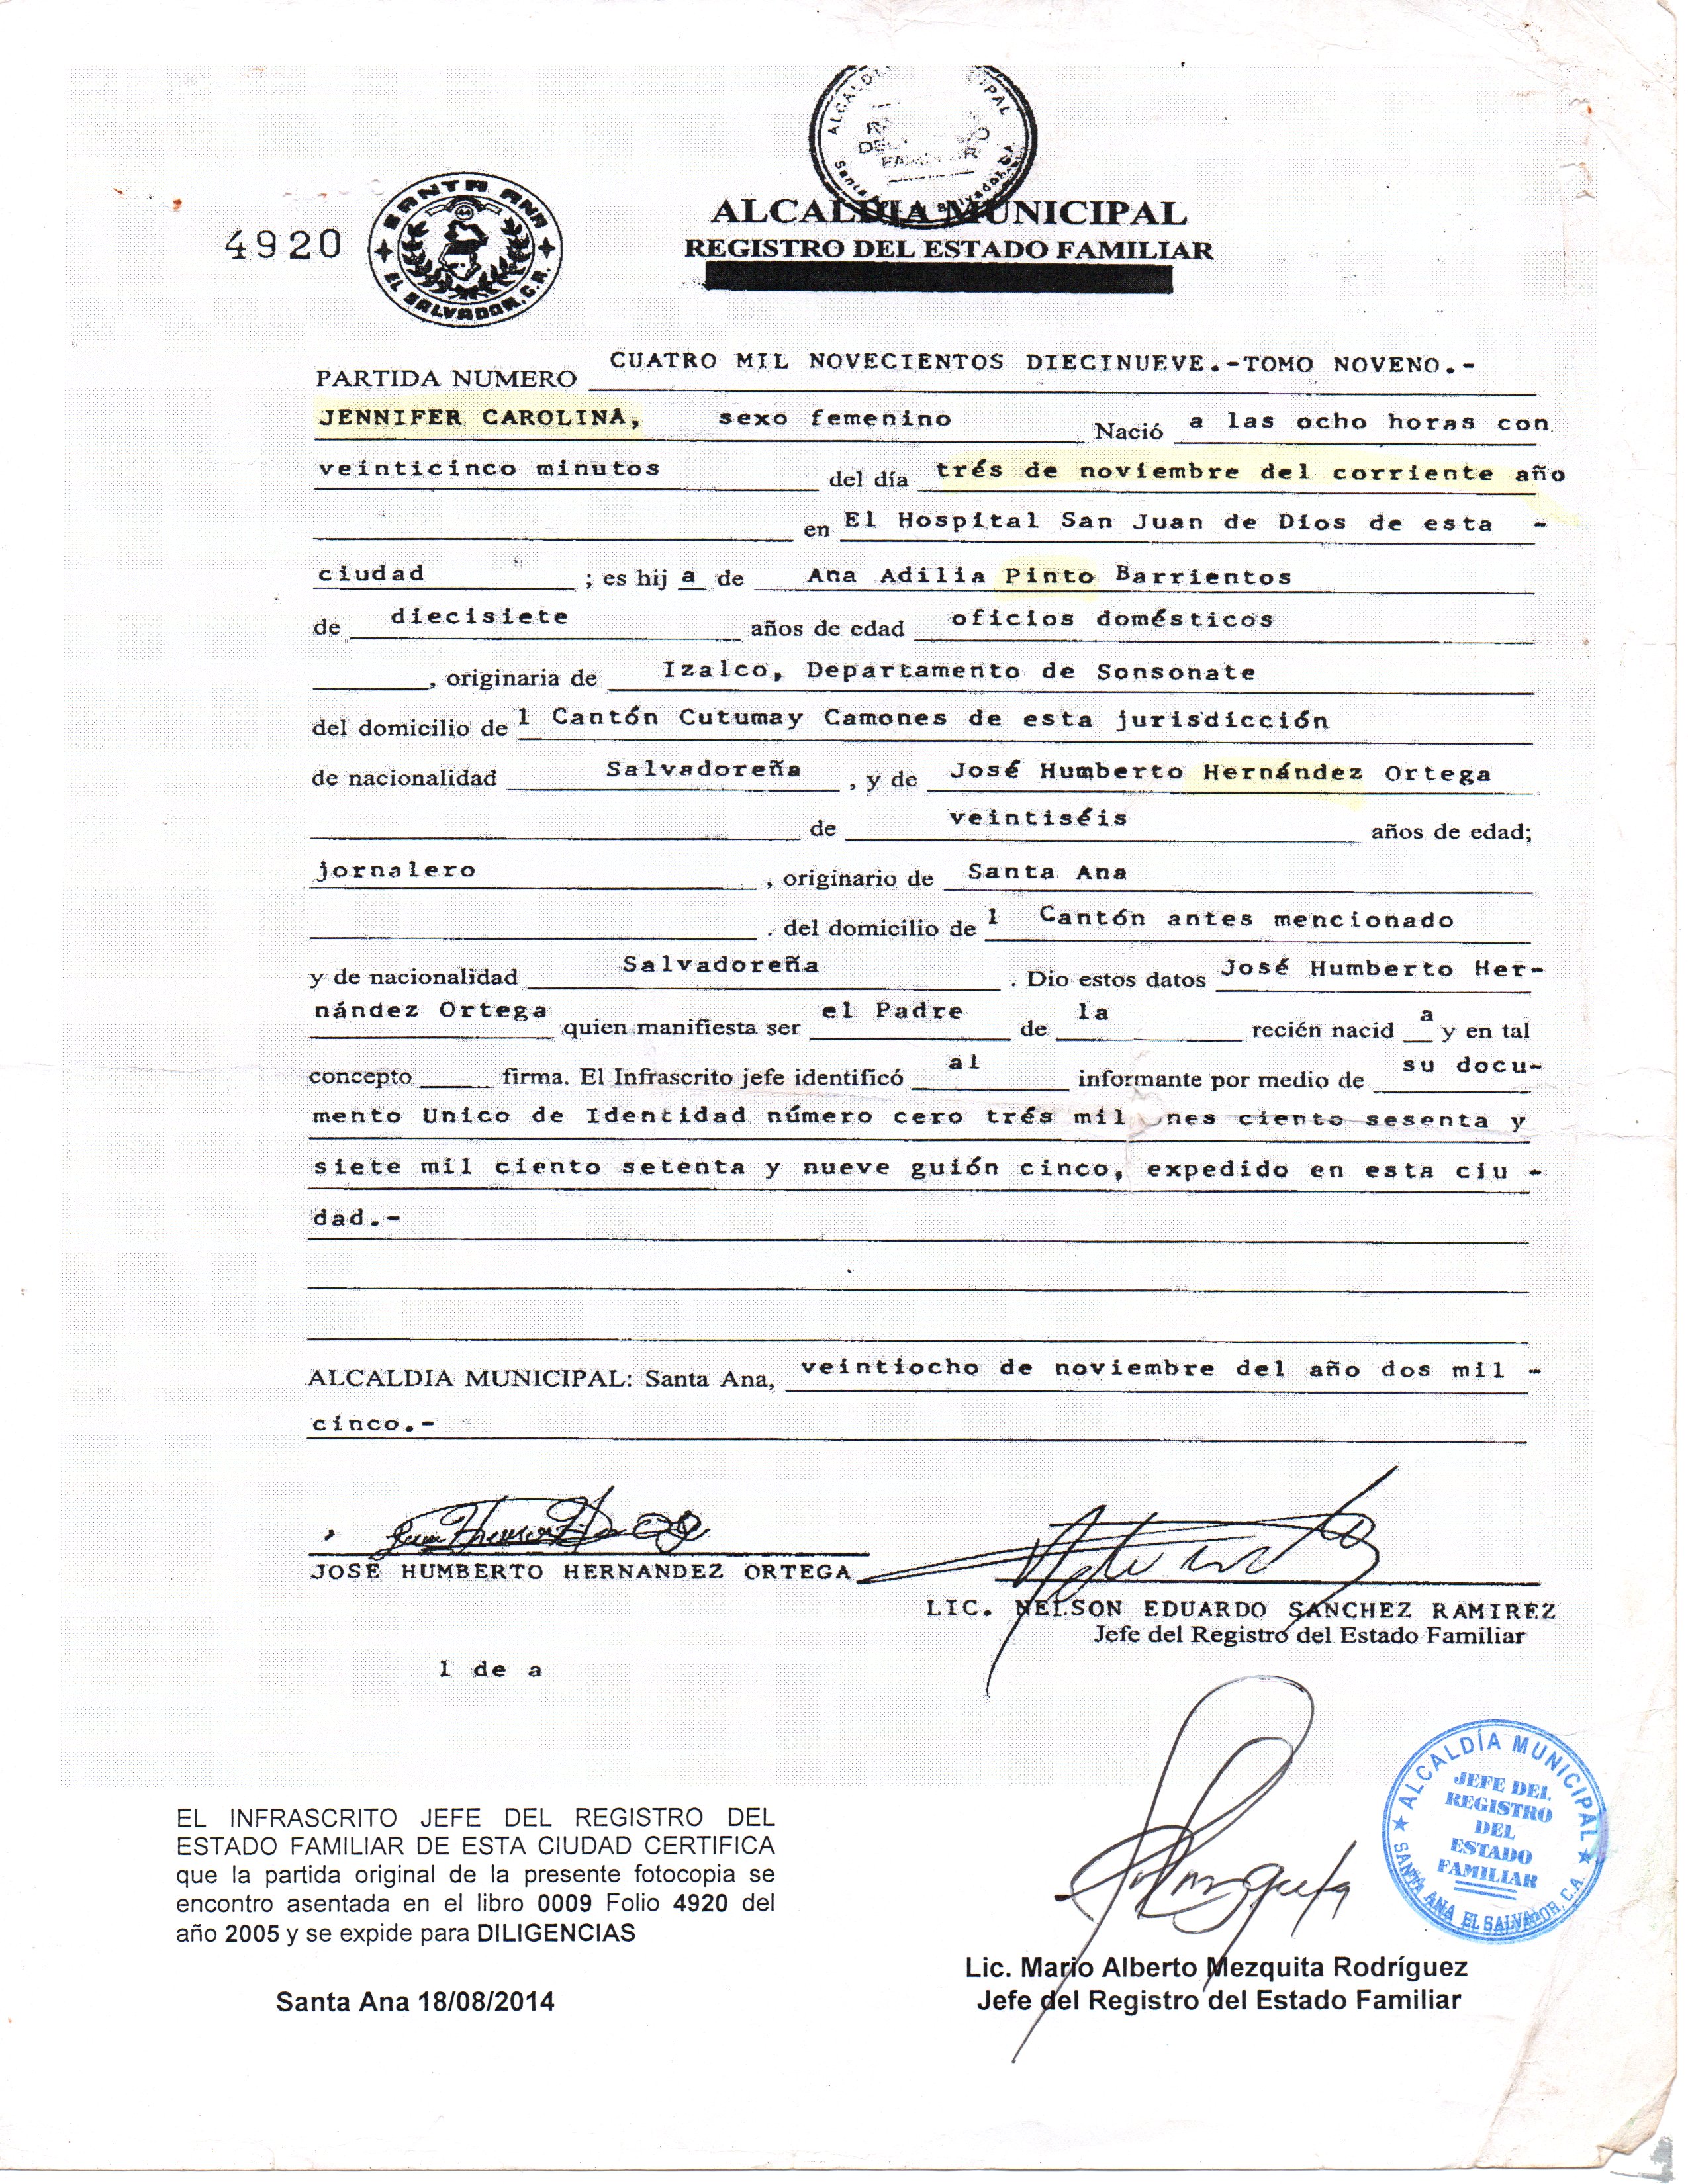 ALCALD MUNICIPAL
FAMILIAR
4920
SANTA ANA
EL SALVADOR, C.A.
ALCALDIA MUNICIPAL
REGISTRO DEL ESTADO FAMILIAR
PARTIDA NUMERO CUATRO MIL NOVECIENTOS DIECINUEVE.-TOMO NOVENO.-
JENNIFER CAROLINA, sexo femenino Nació a las ocho horas con
veinticinco minutos del día trés de noviembre del corriente año
en El Hospital San Juan de Dios de esta -
ciudad ; es hij a de Ana Adilia Pinto Barrientos
de diecisiete años de edad oficios domésticos
, originaria de Izalco, Departamento de Sonsonate
del domicilio de l Cantón Cutumay Camones de esta jurisdicción
de nacionalidad Salvadoreña , y de José Humberto Hernández Ortega
de veintiséis años de edad;
jornalero , originario de Santa Ana
. del domicilio de l Cantón antes mencionado
y de nacionalidad Salvadoreña . Dio estos datos José Humberto Her-
nández Ortega quien manifiesta ser el Padre de la recién nacid a y en tal
concepto firma. El Infrascrito jefe identificó al informante por medio de su docu-
mento Unico de Identidad número cero trés mil nes ciento sesenta y
siete mil ciento setenta y nueve guión cinco, expedido en esta ciu -
dad.-
ALCALDIA MUNICIPAL: Santa Ana, veintiocho de noviembre del año dos mil -
cinco.-
JOSE HUMBERTO HERNANDEZ ORTEGA
LIC. NELSON EDUARDO SANCHEZ RAMIREZ
Jefe del Registro del Estado Familiar
l de a
ALCALDÍA MUNICIPAL
JEFE DEL
REGISTRO
DEL
ESTADO
FAMILIAR
SANTA ANA EL SALVADOR, C.A.
EL INFRASCRITO JEFE DEL REGISTRO DEL
ESTADO FAMILIAR DE ESTA CIUDAD CERTIFICA
que la partida original de la presente fotocopia se
encontro asentada en el libro 0009 Folio 4920 del
año 2005 y se expide para DILIGENCIAS
Santa Ana 18/08/2014
Lic. Mario Alberto Mezquita Rodríguez
Jefe del Registro del Estado Familiar